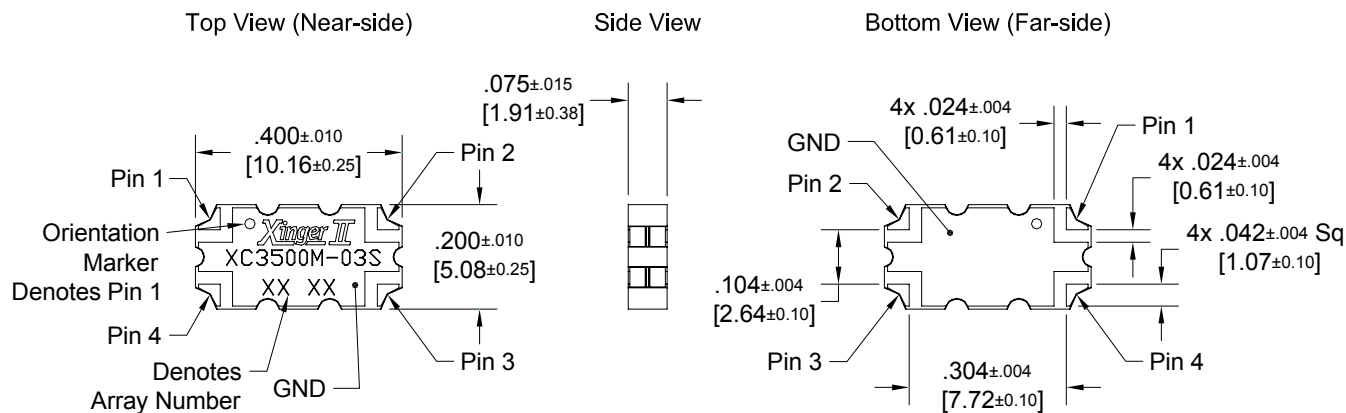 Top View (Near-side)
Side View
Bottom View (Far-side)
.400±.010
[10.16±0.25]
Pin 1
Pin 2
Orientation
Marker
Denotes Pin 1
Xinger II
XC3500M-03S
XX XX
.200±.010
[5.08±0.25]
Pin 4
Pin 3
Denotes
Array Number
GND
.075±.015
[1.91±0.38]
4x .024±.004
[0.61±0.10]
Pin 1
GND
Pin 2
4x .024±.004
[0.61±0.10]
4x .042±.004 Sq
[1.07±0.10]
.104±.004
[2.64±0.10]
Pin 3
Pin 4
.304±.004
[7.72±0.10]